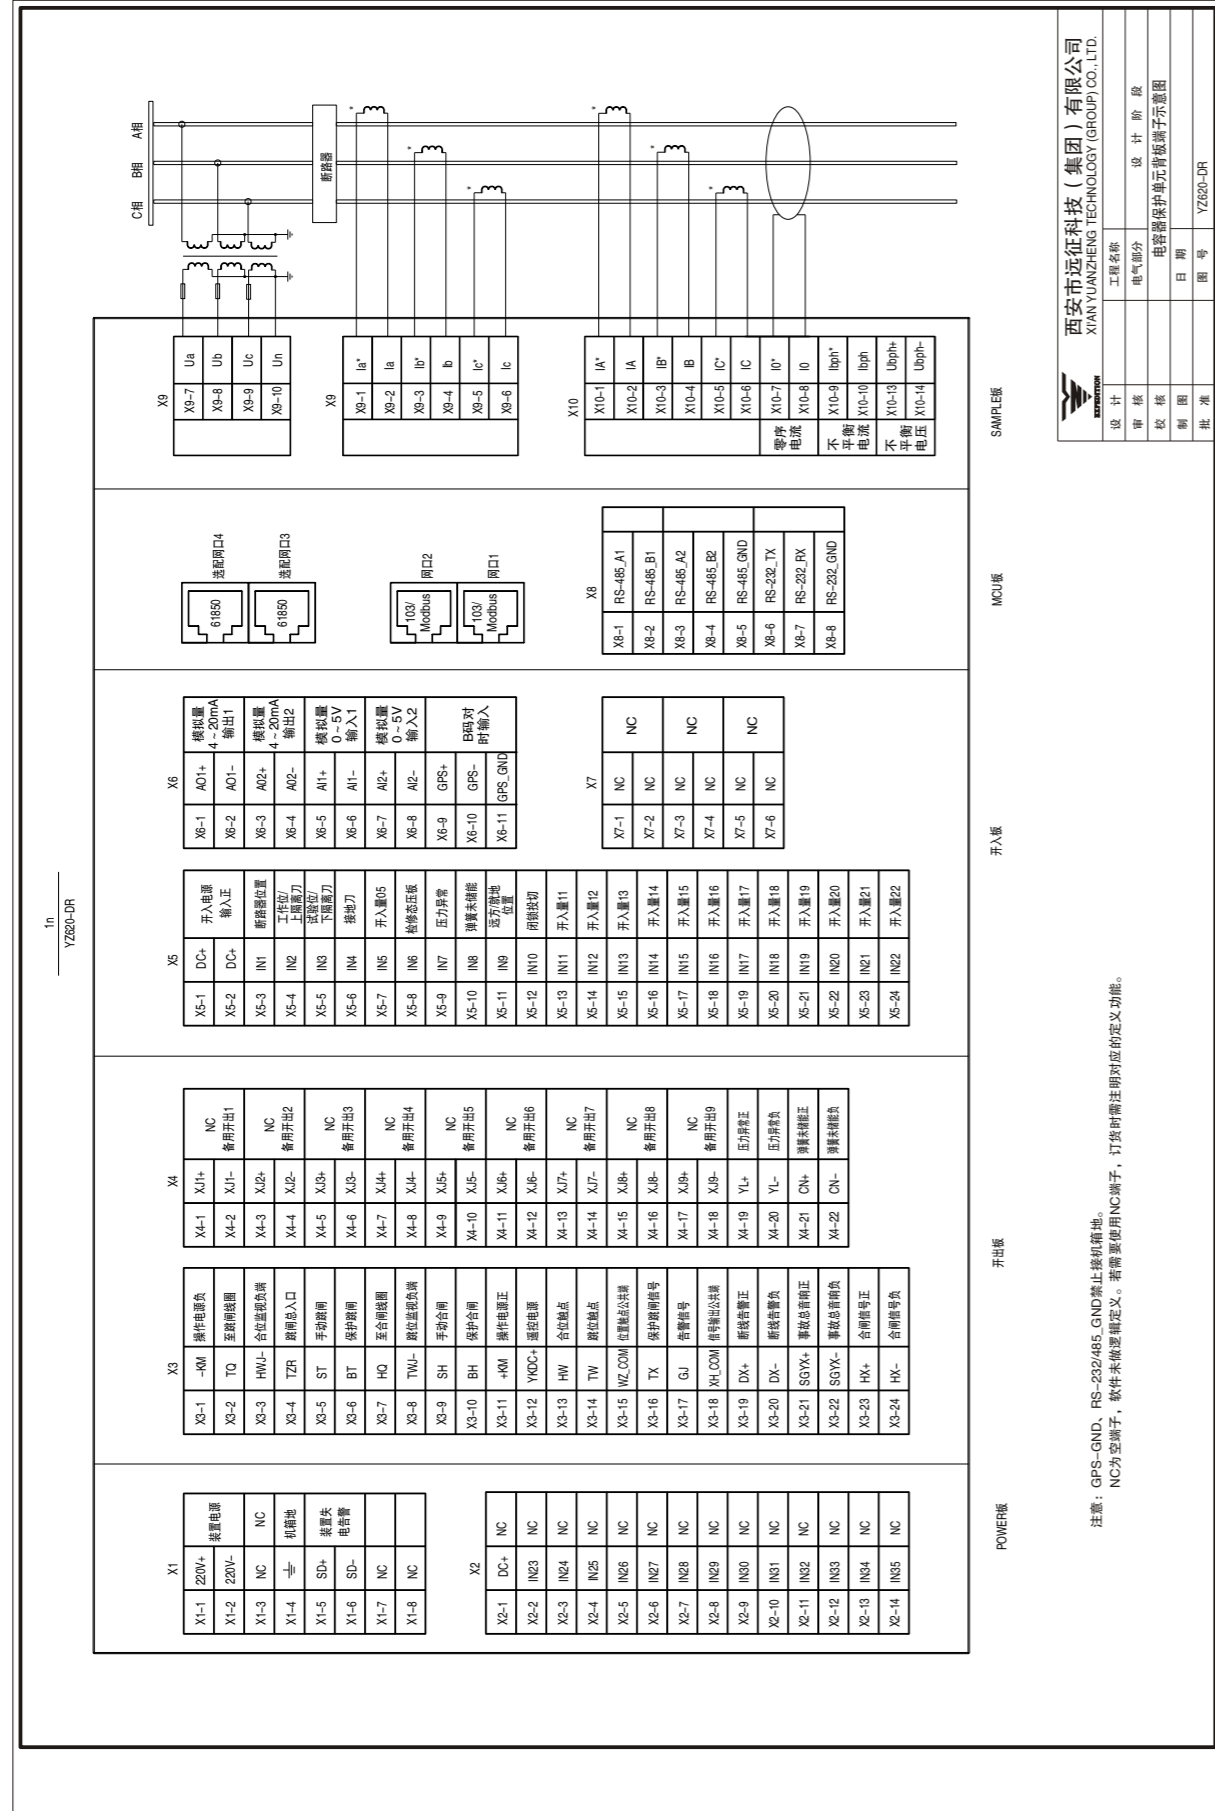 1n
YZ620-DR
X1
X1-1 220V+ 装置电源
X1-2 220V-
X1-3 NC NC
X1-4 机箱地
X1-5 SD+ 装置失
X1-6 SD- 电告警
X1-7 NC
X1-8 NC
X2
X2-1 DC+ NC
X2-2 IN23 NC
X2-3 IN24 NC
X2-4 IN25 NC
X2-5 IN26 NC
X2-6 IN27 NC
X2-7 IN28 NC
X2-8 IN29 NC
X2-9 IN30 NC
X2-10 IN31 NC
X2-11 IN32 NC
X2-12 IN33 NC
X2-13 IN34 NC
X2-14 IN35 NC
POWER板
X3
X3-1 -KM 操作电源负
X3-2 TQ 至跳闸线圈
X3-3 HWJ- 合位监视负端
X3-4 TZR 跳闸总入口
X3-5 ST 手动跳闸
X3-6 BT 保护跳闸
X3-7 HQ 至合闸线圈
X3-8 TWJ- 跳位监视负端
X3-9 SH 手动合闸
X3-10 BH 保护合闸
X3-11 +KM 操作电源正
X3-12 YKDC+ 遥控电源
X3-13 HW 合位触点
X3-14 TW 跳位触点
X3-15 WZ_COM 位置触点公共端
X3-16 TX 保护跳闸信号
X3-17 GJ 告警信号
X3-18 XH_COM 信号输出公共端
X3-19 DX+ 断线告警正
X3-20 DX- 断线告警负
X3-21 SGYX+ 事故总音响正
X3-22 SGYX- 事故总音响负
X3-23 HX+ 合闸信号正
X3-24 HX- 合闸信号负
X4
X4-1 XJ1+ NC
X4-2 XJ1- 备用开出1
X4-3 XJ2+ NC
X4-4 XJ2- 备用开出2
X4-5 XJ3+ NC
X4-6 XJ3- 备用开出3
X4-7 XJ4+ NC
X4-8 XJ4- 备用开出4
X4-9 XJ5+ NC
X4-10 XJ5- 备用开出5
X4-11 XJ6+ NC
X4-12 XJ6- 备用开出6
X4-13 XJ7+ NC
X4-14 XJ7- 备用开出7
X4-15 XJ8+ NC
X4-16 XJ8- 备用开出8
X4-17 XJ9+ NC
X4-18 XJ9- 备用开出9
X4-19 YL+ 压力异常正
X4-20 YL- 压力异常负
X4-21 CN+ 弹簧未储能正
X4-22 CN- 弹簧未储能负
开出板
X5
X5-1 DC+ 开入电源
X5-2 DC+ 输入正
X5-3 IN1 断路器位置
X5-4 IN2 工作位/上隔离刀
X5-5 IN3 试验位/下隔离刀
X5-6 IN4 接地刀
X5-7 IN5 开入量05
X5-8 IN6 检修态压板
X5-9 IN7 压力异常
X5-10 IN8 弹簧未储能
X5-11 IN9 远方/就地位置
X5-12 IN10 闭锁投切
X5-13 IN11 开入量11
X5-14 IN12 开入量12
X5-15 IN13 开入量13
X5-16 IN14 开入量14
X5-17 IN15 开入量15
X5-18 IN16 开入量16
X5-19 IN17 开入量17
X5-20 IN18 开入量18
X5-21 IN19 开入量19
X5-22 IN20 开入量20
X5-23 IN21 开入量21
X5-24 IN22 开入量22
X6
X6-1 AO1+ 模拟量
X6-2 AO1- 4~20mA 输出1
X6-3 A02+ 模拟量
X6-4 A02- 4~20mA 输出2
X6-5 AI1+ 模拟量
X6-6 AI1- 0~5V 输入1
X6-7 AI2+ 模拟量
X6-8 AI2- 0~5V 输入2
X6-9 GPS+ B码对
X6-10 GPS- 时输入
X6-11 GPS_GND
X7
X7-1 NC NC
X7-2 NC
X7-3 NC NC
X7-4 NC
X7-5 NC NC
X7-6 NC
开入板
61850 选配网口4
61850 选配网口3
103/Modbus 网口2
103/Modbus 网口1
X8
X8-1 RS-485_A1
X8-2 RS-485_B1
X8-3 RS-485_A2
X8-4 RS-485_B2
X8-5 RS-485_GND
X8-6 RS-232_TX
X8-7 RS-232_RX
X8-8 RS-232_GND
MCU板
X9
X9-7 Ua
X9-8 Ub
X9-9 Uc
X9-10 Un
X9
X9-1 Ia*
X9-2 Ia
X9-3 Ib*
X9-4 Ib
X9-5 Ic*
X9-6 Ic
X10
X10-1 IA*
X10-2 IA
X10-3 IB*
X10-4 IB
X10-5 IC*
X10-6 IC
零序电流 X10-7 I0*
X10-8 I0
不平衡电流 X10-9 Ibph*
X10-10 Ibph
不平衡电压 X10-13 Ubph+
X10-14 Ubph-
SAMPLE板
C相 B相 A相
断路器
*
*
*
*
*
*
注意：GPS-GND、RS-232/485_GND禁止接机箱地。
NC为空端子，软件未做逻辑定义。若需要使用NC端子，订货时需注明对应的定义功能。
EXPEDITION
西安市远征科技（集团）有限公司
XI'AN YUANZHENG TECHNOLOGY (GROUP) CO., LTD.
设 计 工程名称
审 核 电气部分 设 计 阶 段
校 核 电容器保护单元背板端子示意图
制 图 日 期
批 准 图 号 YZ620-DR